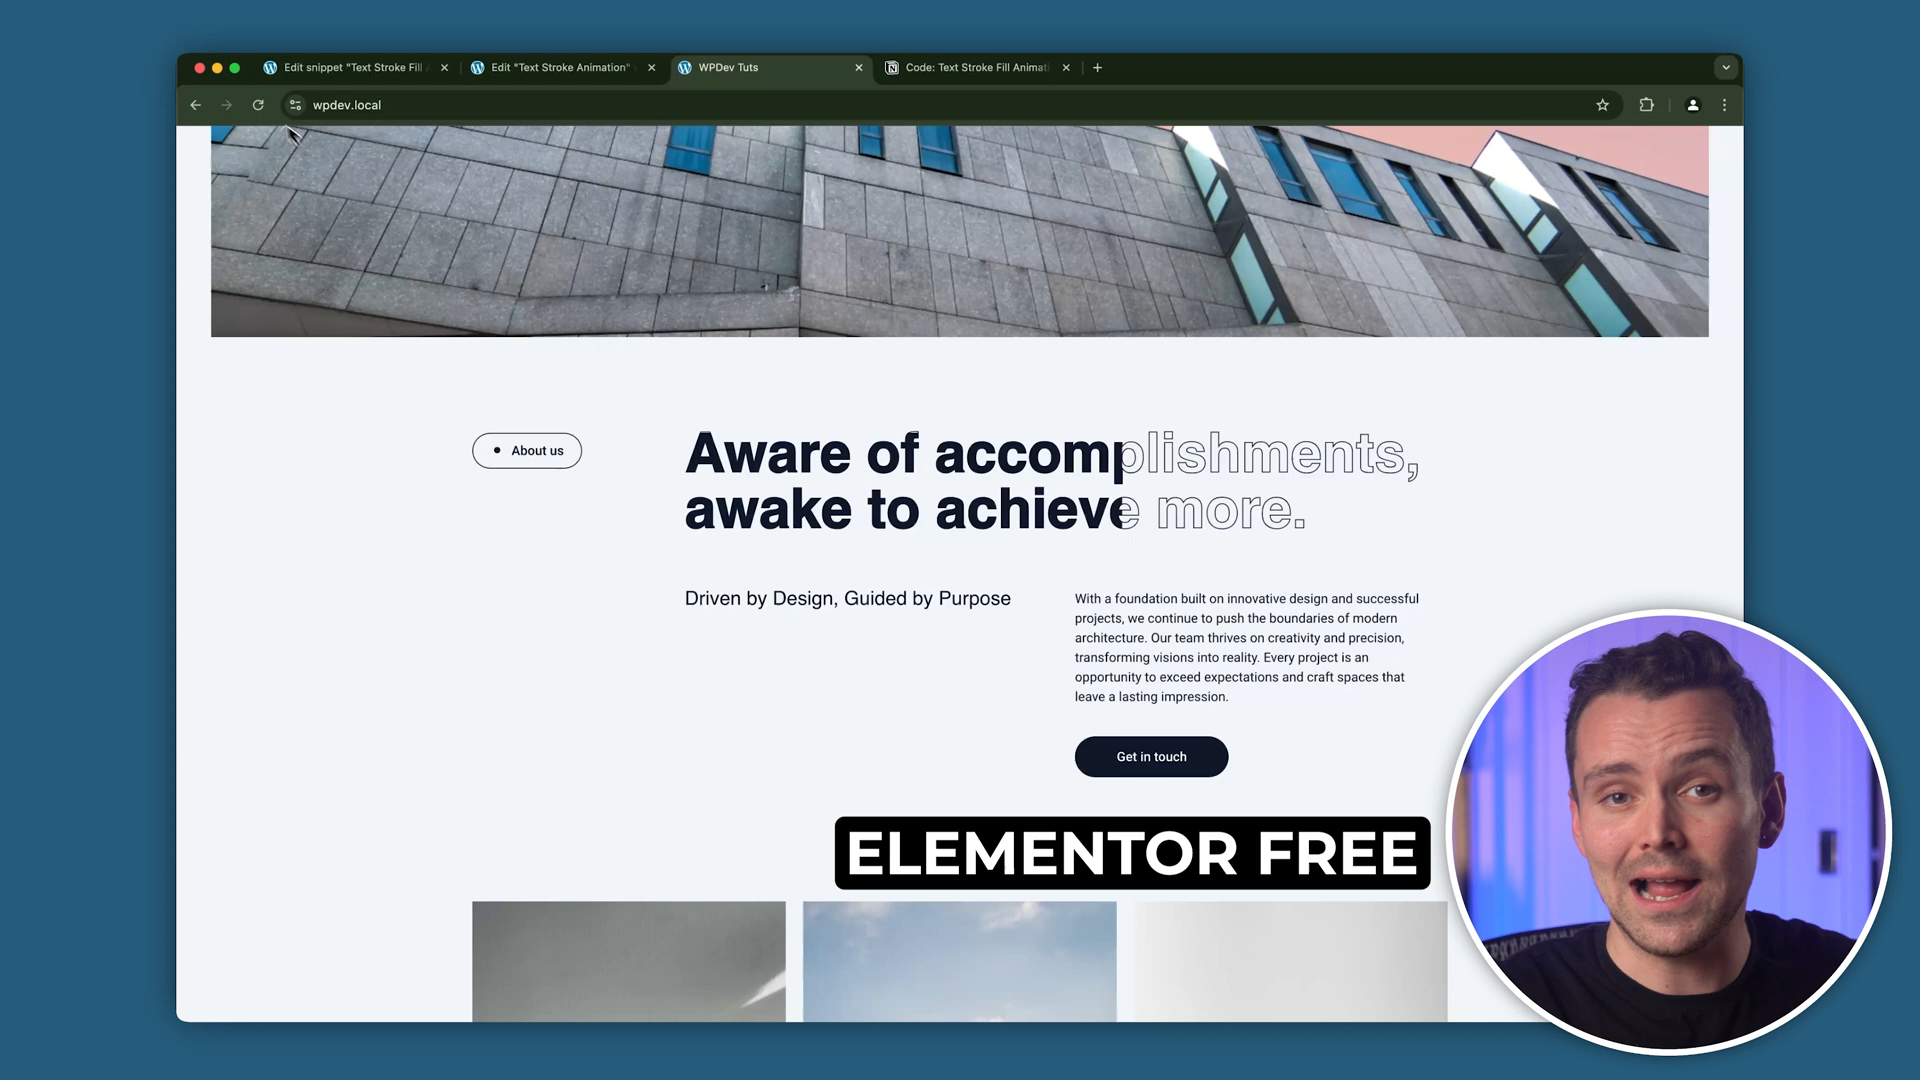 Edit snippet "Text Stroke Fill
Edit "Text Stroke Animation"
WPDev Tuts
Code: Text Stroke Fill Animati
wpdev.local
About us
Aware of accomplishments,
awake to achieve more.
Driven by Design, Guided by Purpose
With a foundation built on innovative design and successful
projects, we continue to push the boundaries of modern
architecture. Our team thrives on creativity and precision,
transforming visions into reality. Every project is an
opportunity to exceed expectations and craft spaces that
leave a lasting impression.
Get in touch
ELEMENTOR FREE